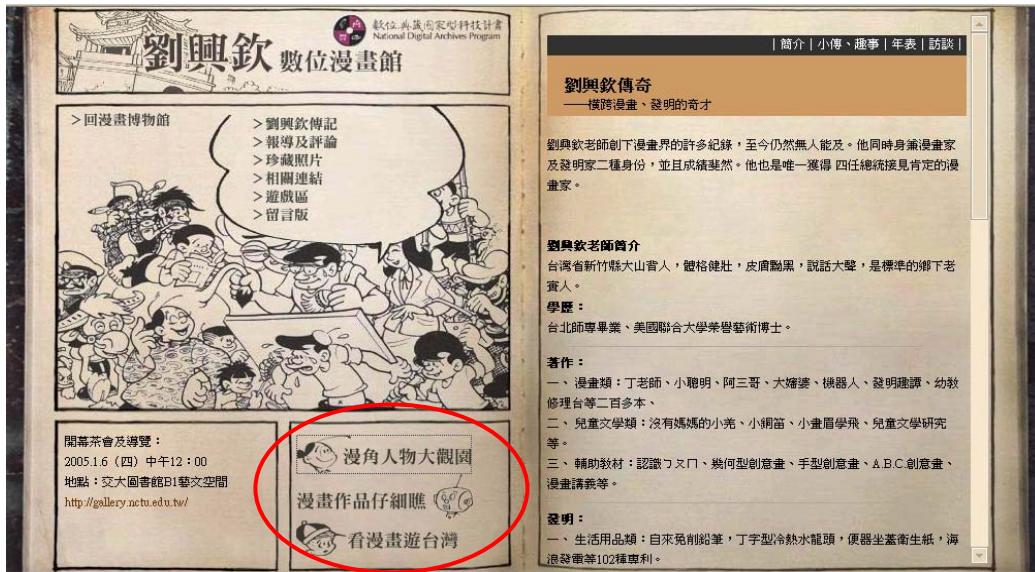 劉興欽 數位漫畫館
數位典藏國家型科技計畫
National Digital Archives Program
>回漫畫博物館
>劉興欽傳記
>報導及評論
>珍藏照片
>相關連結
>遊戲區
>留言版
開幕茶會及導覽:
2005.1.6 (四) 中午12:00
地點:交大圖書館B1藝文空間
http://gallery.nctu.edu.tw/
漫角人物大觀園
漫畫作品仔細瞧
看漫畫遊台灣
| 簡介 | 小傳、趣事 | 年表 | 訪談 |
劉興欽傳奇
——橫跨漫畫、發明的奇才
劉興欽老師創下漫畫界的許多紀錄,至今仍然無人能及。他同時身兼漫畫家
及發明家二種身份,並且成績斐然。他也是唯一獲得 四任總統接見肯定的漫
畫家。
劉興欽老師簡介
台灣省新竹縣大山背人,體格健壯,皮膚黝黑,說話大聲,是標準的鄉下老
實人。
學歷:
台北師專畢業、美國聯合大學榮譽藝術博士。
著作:
一、 漫畫類:丁老師、小聰明、阿三哥、大嬸婆、機器人、發明趣譚、幼教
修理台等二百多本、
二、 兒童文學類:沒有媽媽的小羌、小銅笛、小畫眉學飛、兒童文學研究
等。
三、 輔助教材:認識ㄅㄆㄇ、幾何型創意畫、手型創意畫、A.B.C.創意畫、
漫畫講義等。
發明:
一、 生活用品類:自來免削鉛筆,丁字型冷熱水龍頭,便器坐蓋衛生紙,海
浪發電等102種專利。